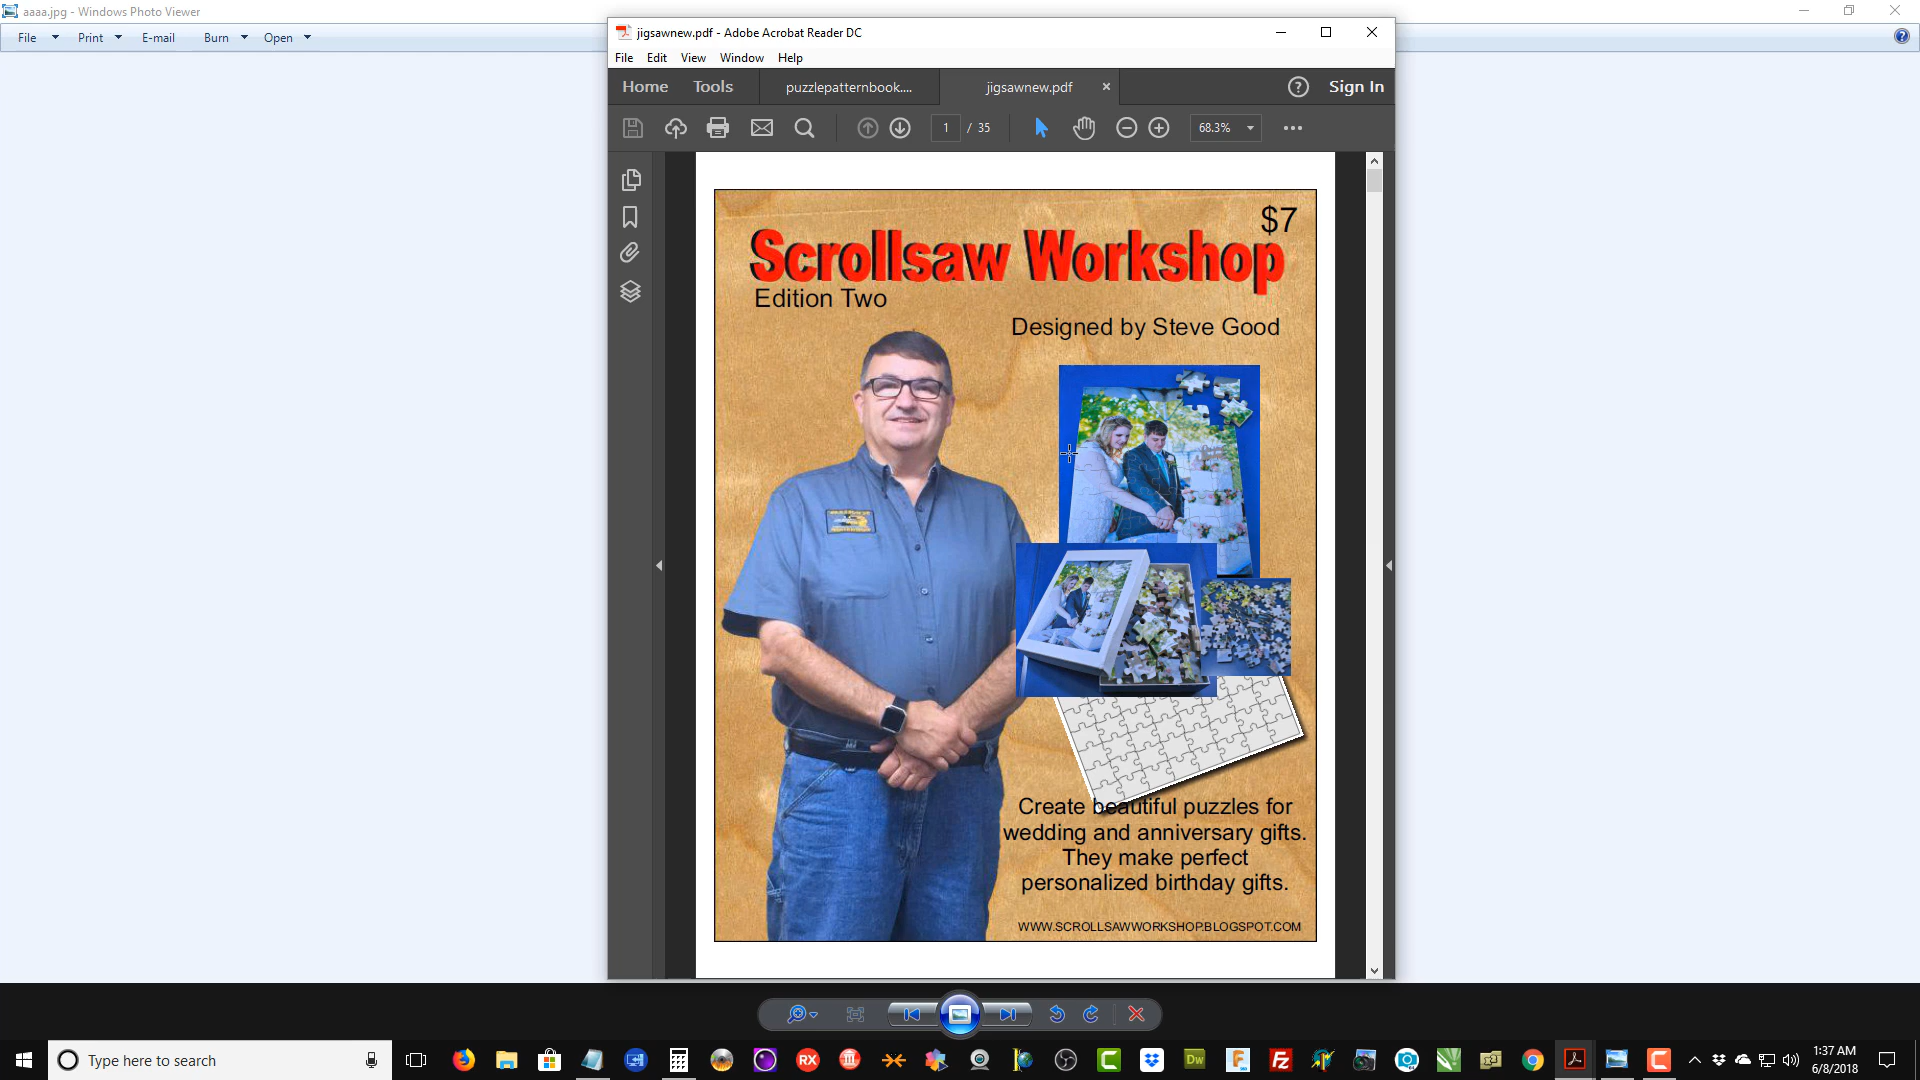 aaaa.jpg - Windows Photo Viewer
File Print E-mail Burn Open
jigsawnew.pdf - Adobe Acrobat Reader DC
File Edit View Window Help
Home Tools puzzlepatternbook.... jigsawnew.pdf × Sign In
1 / 35 68.3%
$7
Scrollsaw Workshop
Edition Two
Designed by Steve Good
Create beautiful puzzles for
wedding and anniversary gifts.
They make perfect
personalized birthday gifts.
WWW.SCROLLSAWWORKSHOP.BLOGSPOT.COM
Type here to search
RX
Dw
F
Fz
C
1:37 AM
6/8/2018